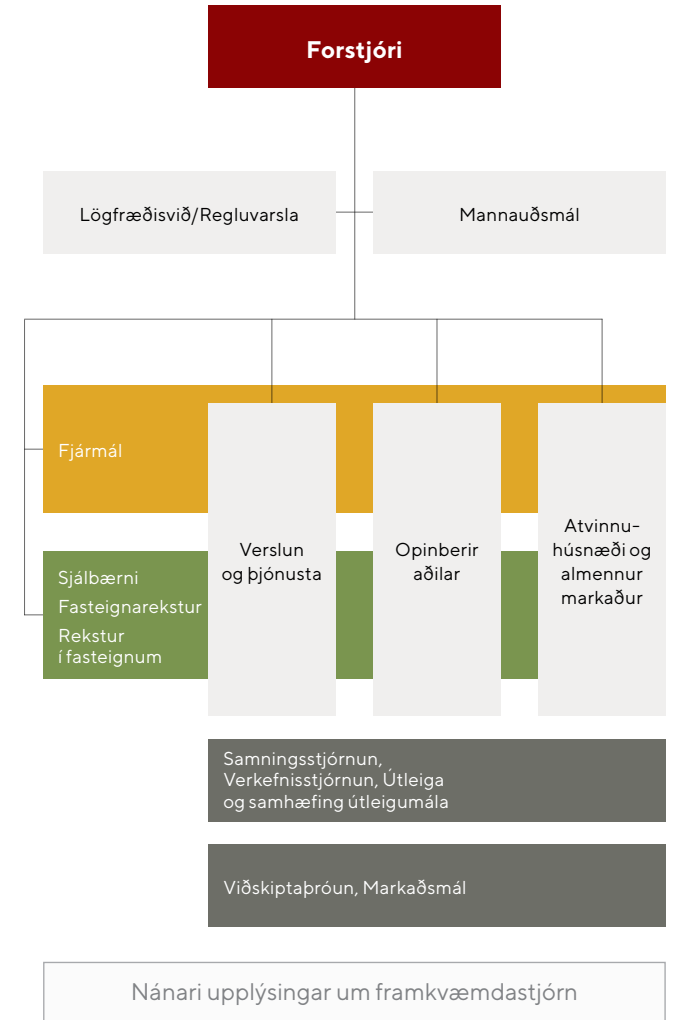 Forstjóri
Lögfræðisvið/Regluvarsla
Mannauðsmál
Fjármál
Sjálbærni
Fasteignarekstur
Rekstur
í fasteignum
Verslun
og þjónusta
Opinberir
aðilar
Atvinnu-
húsnæði og
almennur
markaður
Samningsstjórnun,
Verkefnisstjórnun, Útleiga
og samhæfing útleigumála
Viðskiptaþróun, Markaðsmál
Nánari upplýsingar um framkvæmdastjórn